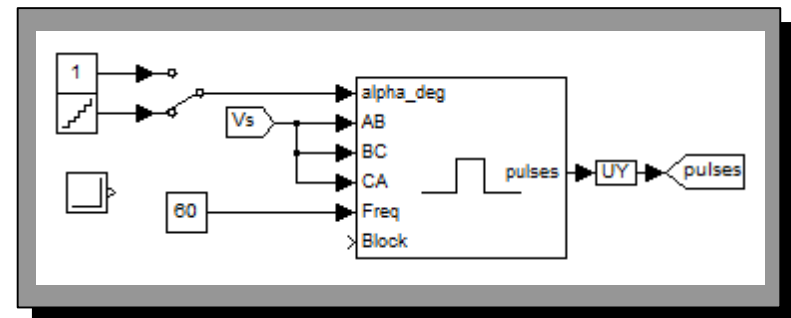 1
alpha_deg
Vs
AB
BC
CA
pulses
UY
pulses
60
Freq
Block